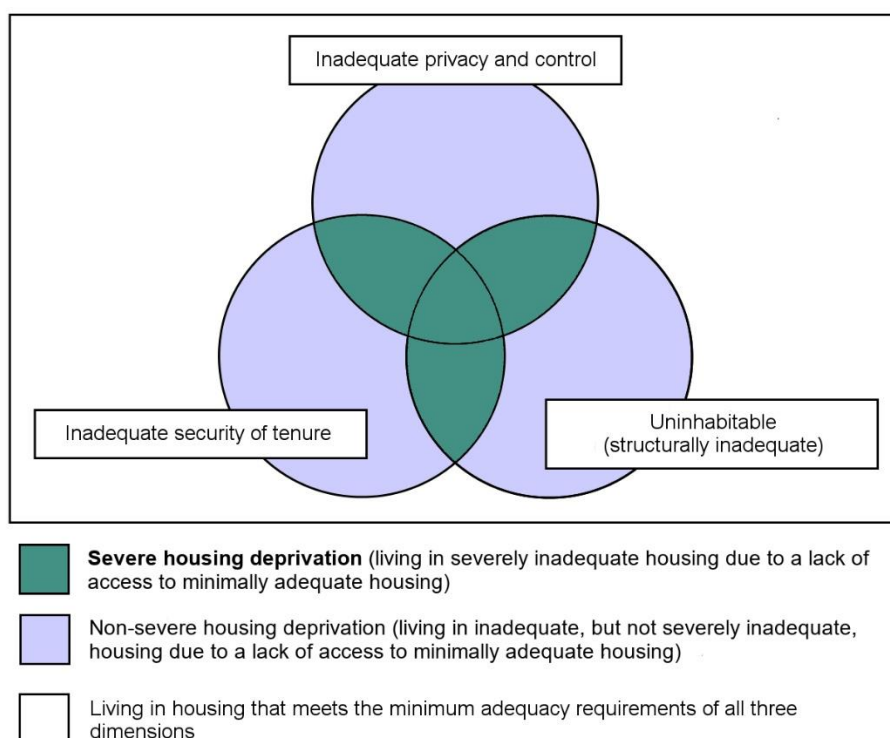 Inadequate privacy and control
Inadequate security of tenure
Uninhabitable
(structurally inadequate)
Severe housing deprivation (living in severely inadequate housing due to a lack of
access to minimally adequate housing)
Non-severe housing deprivation (living in inadequate, but not severely inadequate,
housing due to a lack of access to minimally adequate housing)
Living in housing that meets the minimum adequacy requirements of all three
dimensions